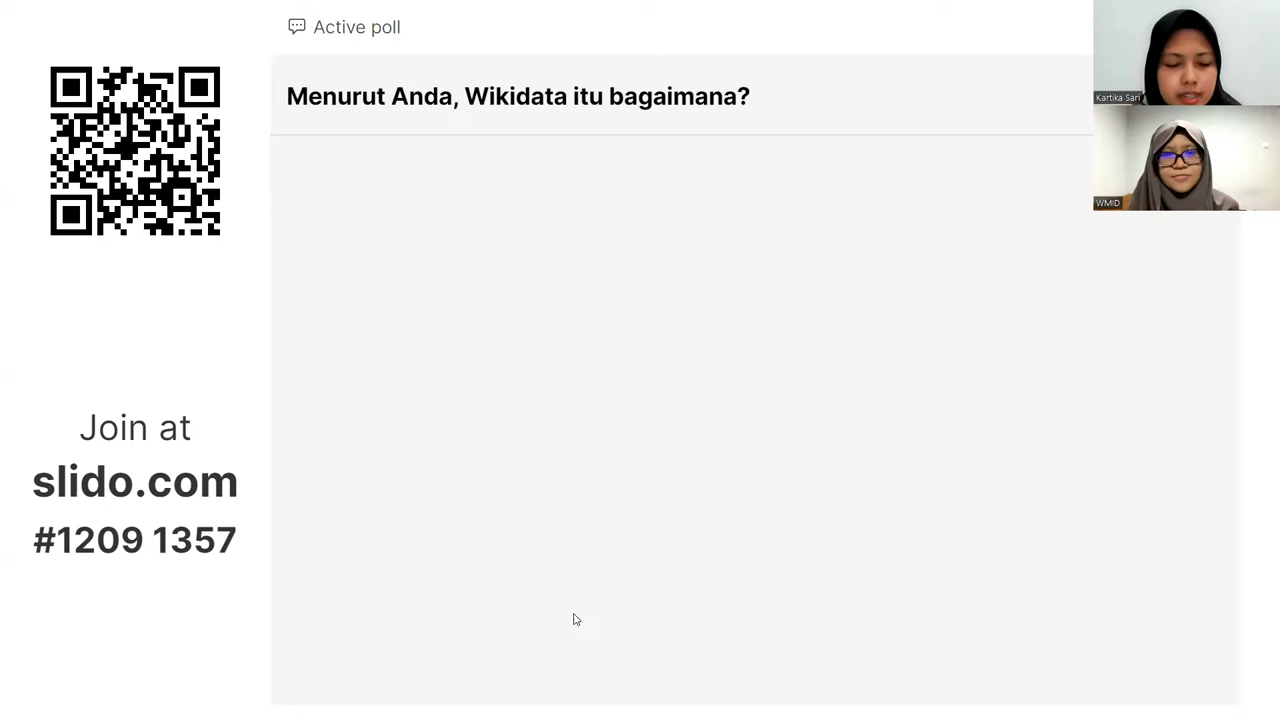 Active poll
Menurut Anda, Wikidata itu bagaimana?
Join at
slido.com
#1209 1357
Kartika Sari
WMID